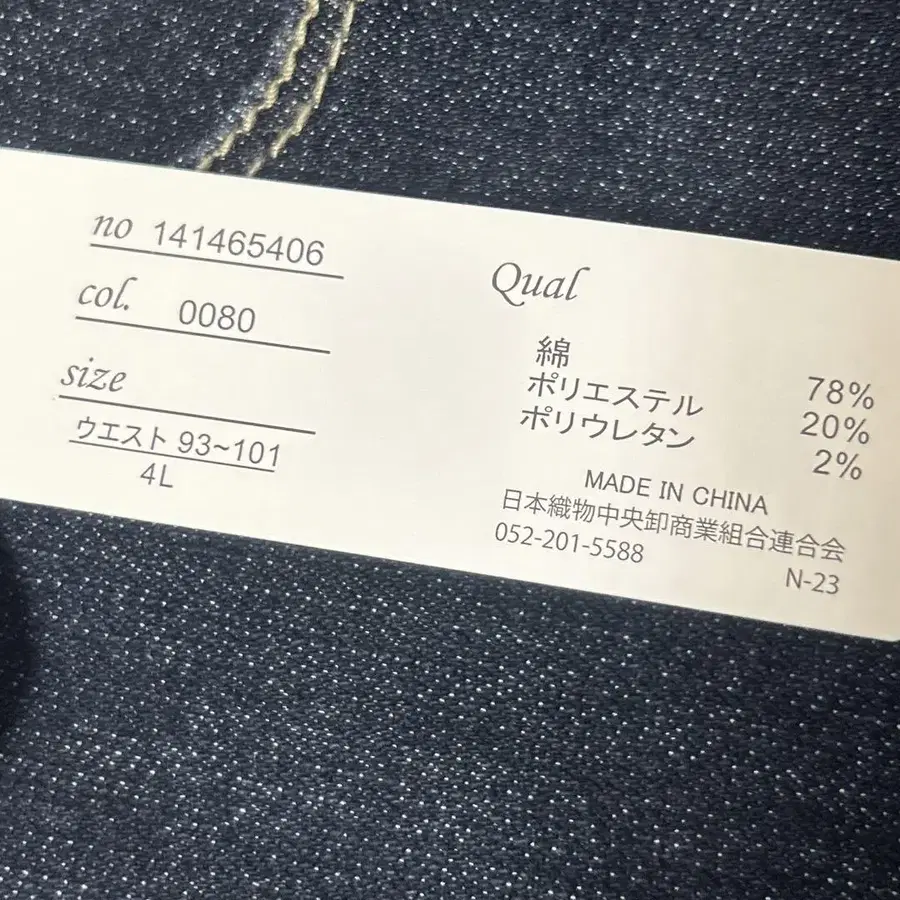 no 141465406
col. 0080
size
ウエスト 93~101
4L
Qual
綿 78%
ポリエステル 20%
ポリウレタン 2%
MADE IN CHINA
日本織物中央卸商業組合連合会
052-201-5588
N-23